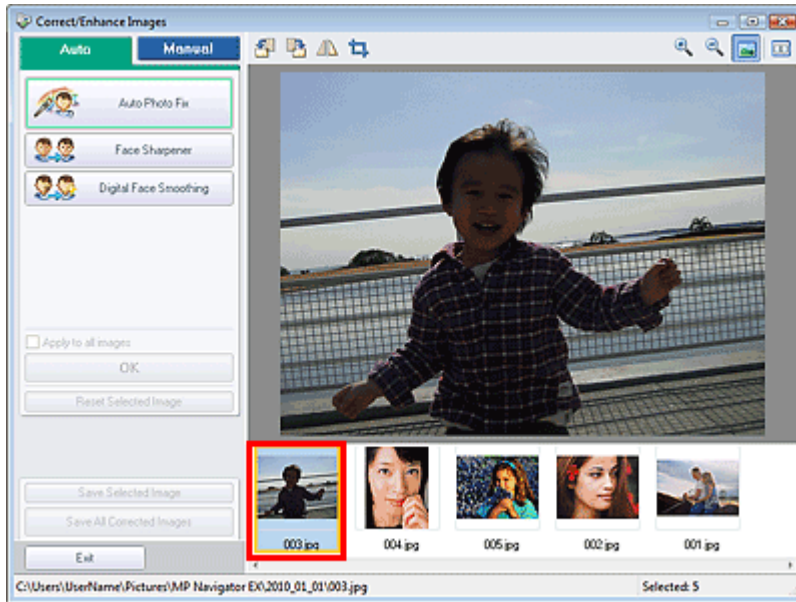 Correct/Enhance Images
Auto
Manual
Auto Photo Fix
Face Sharpener
Digital Face Smoothing
Apply to all images
OK
Reset Selected Image
Save Selected Image
Save All Corrected Images
Exit
003.jpg
004.jpg
005.jpg
002.jpg
001.jpg
C:\Users\UserName\Pictures\MP Navigator EX\2010_01_01\003.jpg
Selected: 5